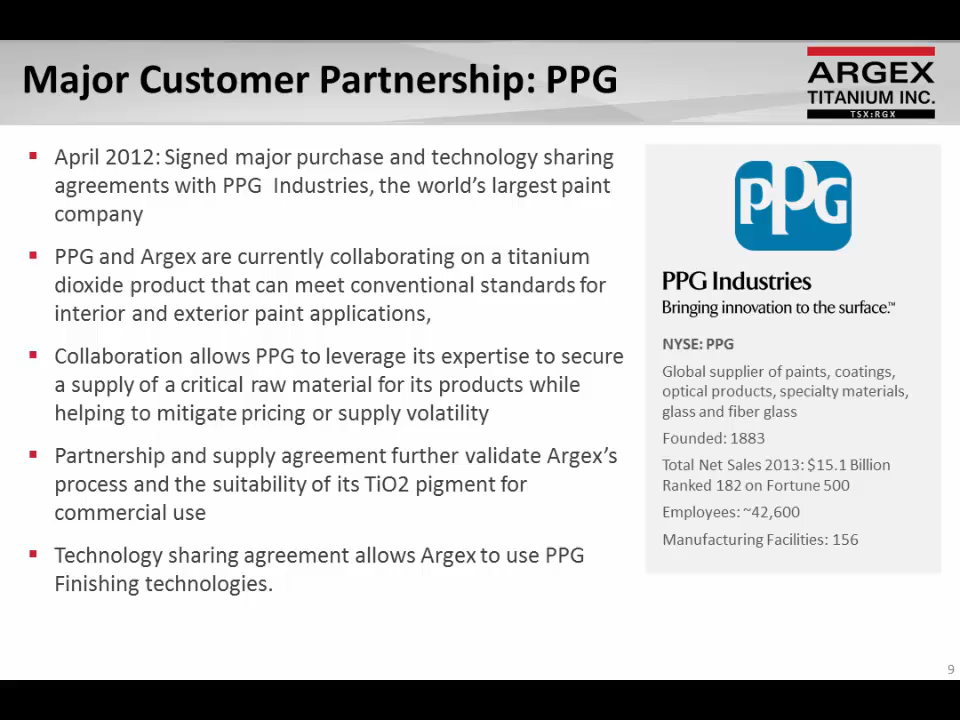 Major Customer Partnership: PPG
ARGEX
TITANIUM INC.
TSX:RGX
▪ April 2012: Signed major purchase and technology sharing
agreements with PPG  Industries, the world’s largest paint
company
▪ PPG and Argex are currently collaborating on a titanium
dioxide product that can meet conventional standards for
interior and exterior paint applications,
▪ Collaboration allows PPG to leverage its expertise to secure
a supply of a critical raw material for its products while
helping to mitigate pricing or supply volatility
▪ Partnership and supply agreement further validate Argex’s
process and the suitability of its TiO2 pigment for
commercial use
▪ Technology sharing agreement allows Argex to use PPG
Finishing technologies.
PPG
PPG Industries
Bringing innovation to the surface.™
NYSE: PPG
Global supplier of paints, coatings,
optical products, specialty materials,
glass and fiber glass
Founded: 1883
Total Net Sales 2013: $15.1 Billion
Ranked 182 on Fortune 500
Employees: ~42,600
Manufacturing Facilities: 156
9